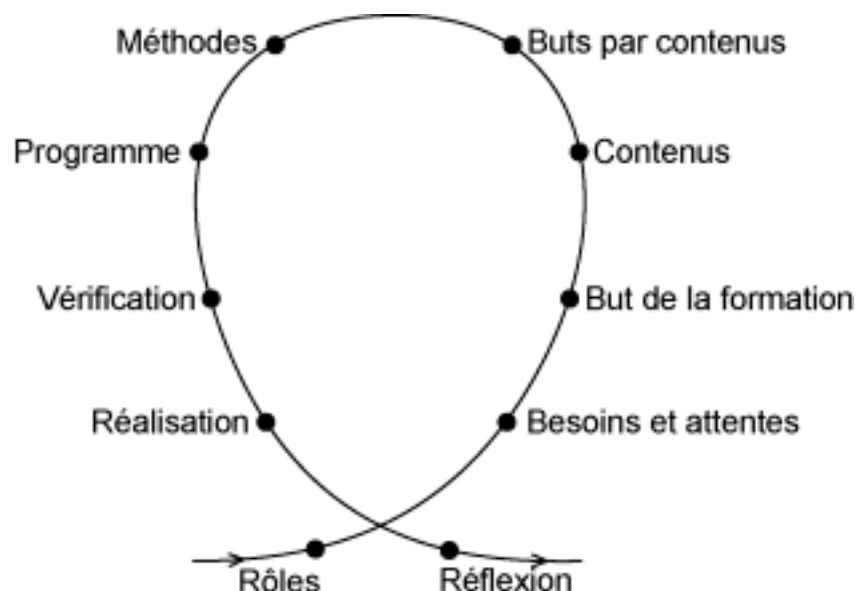 Méthodes
Buts par contenus
Programme
Contenus
Vérification
But de la formation
Réalisation
Besoins et attentes
Rôles
Réflexion